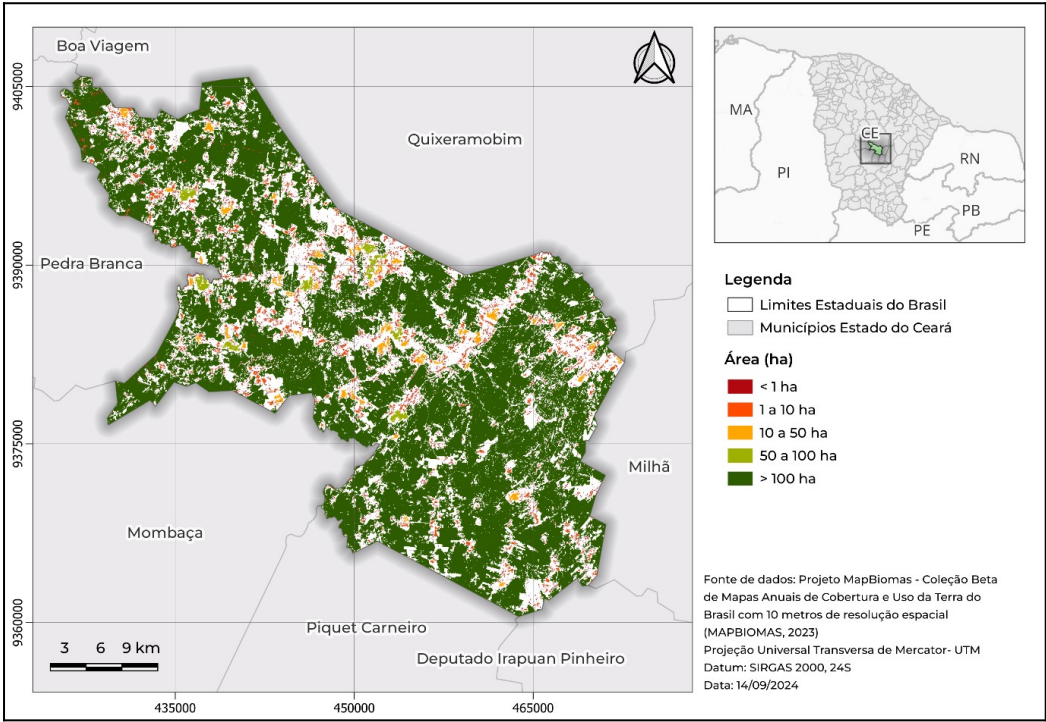 Boa Viagem
Quixeramobim
Pedra Branca
Milhã
Mombaça
Piquet Carneiro
Deputado Irapuan Pinheiro
9405000
9390000
9375000
9360000
435000
450000
465000
3 6 9 km
MA
CE
PI
RN
PB
PE
Legenda
Limites Estaduais do Brasil
Municípios Estado do Ceará
Área (ha)
< 1 ha
1 a 10 ha
10 a 50 ha
50 a 100 ha
> 100 ha
Fonte de dados: Projeto MapBiomas - Coleção Beta
de Mapas Anuais de Cobertura e Uso da Terra do
Brasil com 10 metros de resolução espacial
(MAPBIOMAS, 2023)
Projeção Universal Transversa de Mercator- UTM
Datum: SIRGAS 2000, 24S
Data: 14/09/2024